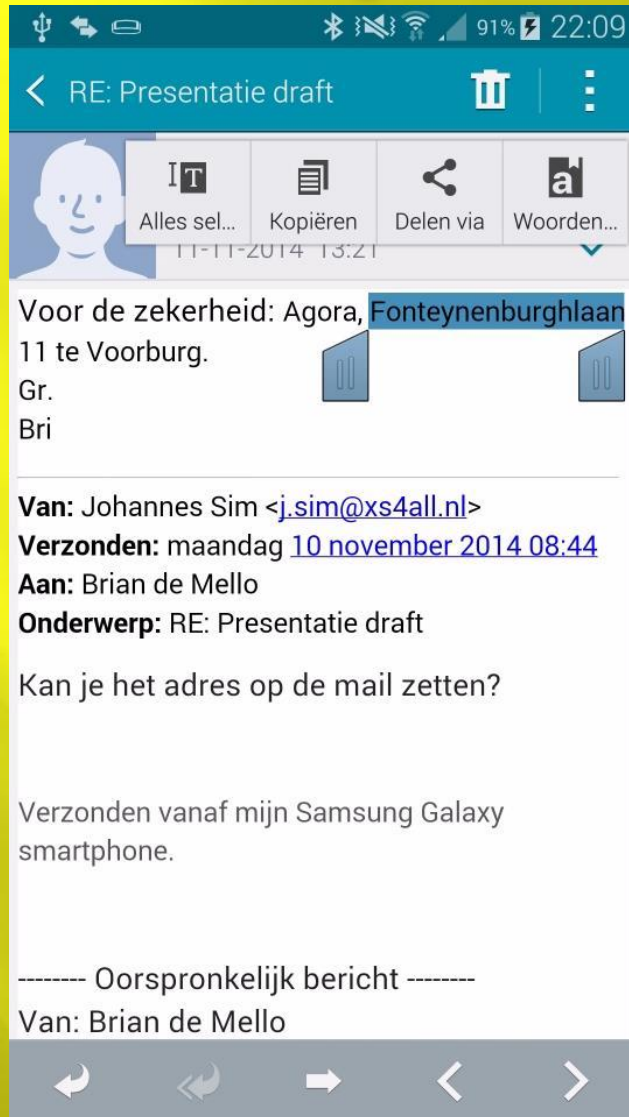 91% 22:09
RE: Presentatie draft
Alles sel... Kopiëren Delen via Woorden...
11-11-2014 13:21
Voor de zekerheid: Agora, Fonteynenburghlaan
11 te Voorburg.
Gr.
Bri
Van: Johannes Sim <j.sim@xs4all.nl>
Verzonden: maandag 10 november 2014 08:44
Aan: Brian de Mello
Onderwerp: RE: Presentatie draft
Kan je het adres op de mail zetten?
Verzonden vanaf mijn Samsung Galaxy
smartphone.
-------- Oorspronkelijk bericht --------
Van: Brian de Mello